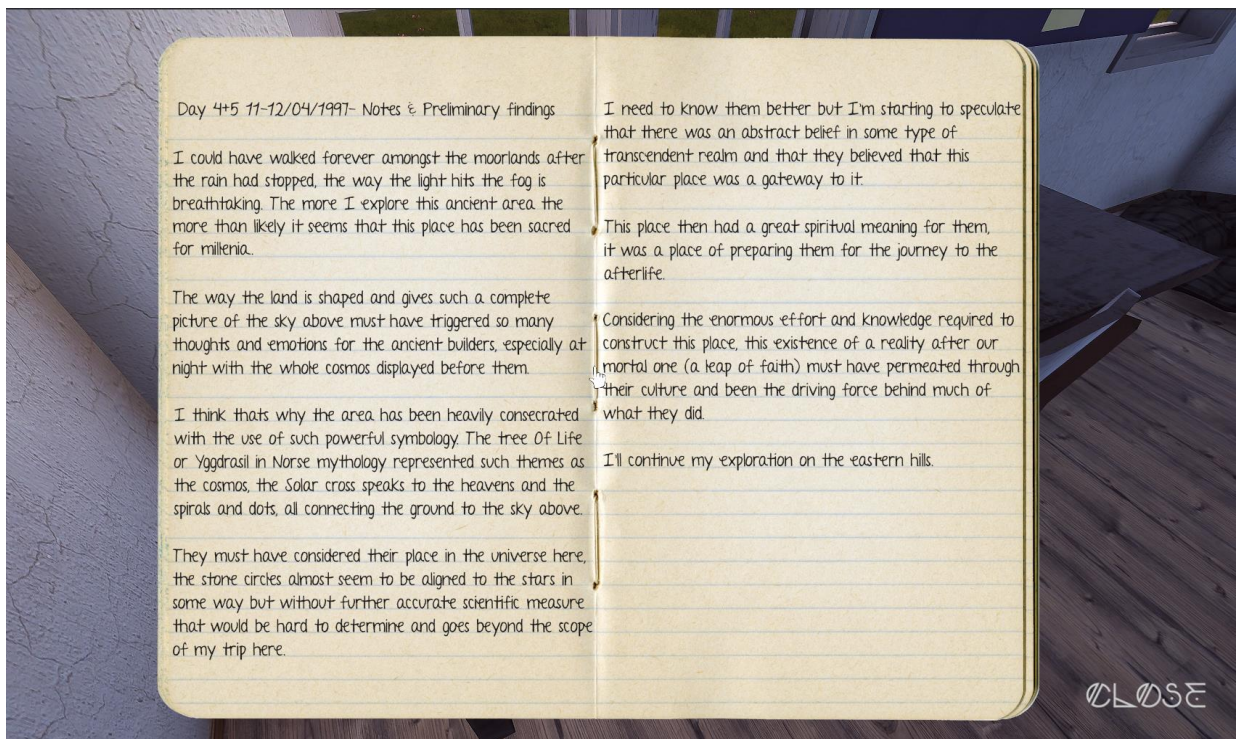 Day 4+5 11-12/04/1997- Notes & Preliminary findings
I could have walked forever amongst the moorlands after
the rain had stopped, the way the light hits the fog is
breathtaking. The more I explore this ancient area the
more than likely it seems that this place has been sacred
for millenia..
The way the land is shaped and gives such a complete
picture of the sky above must have triggered so many
thoughts and emotions for the ancient builders, especially at
night with the whole cosmos displayed before them.
I think thats why the area has been heavily consecrated
with the use of such powerful symbology. The tree Of Life
or Yggdrasil in Norse mythology represented such themes as
the cosmos, the Solar cross speaks to the heavens and the
spirals and dots, all connecting the ground to the sky above.
They must have considered their place in the universe here,
the stone circles almost seem to be aligned to the stars in
some way but without further accurate scientific measure
that would be hard to determine and goes beyond the scope
of my trip here.
I need to know them better but I'm starting to speculate
that there was an abstract belief in some type of
transcendent realm and that they believed that this
particular place was a gateway to it.
This place then had a great spiritual meaning for them,
it was a place of preparing them for the journey to the
afterlife.
Considering the enormous effort and knowledge required to
construct this place, this existence of a reality after our
mortal one (a leap of faith) must have permeated through
their culture and been the driving force behind much of
what they did.
I'll continue my exploration on the eastern hills.
CLOSE